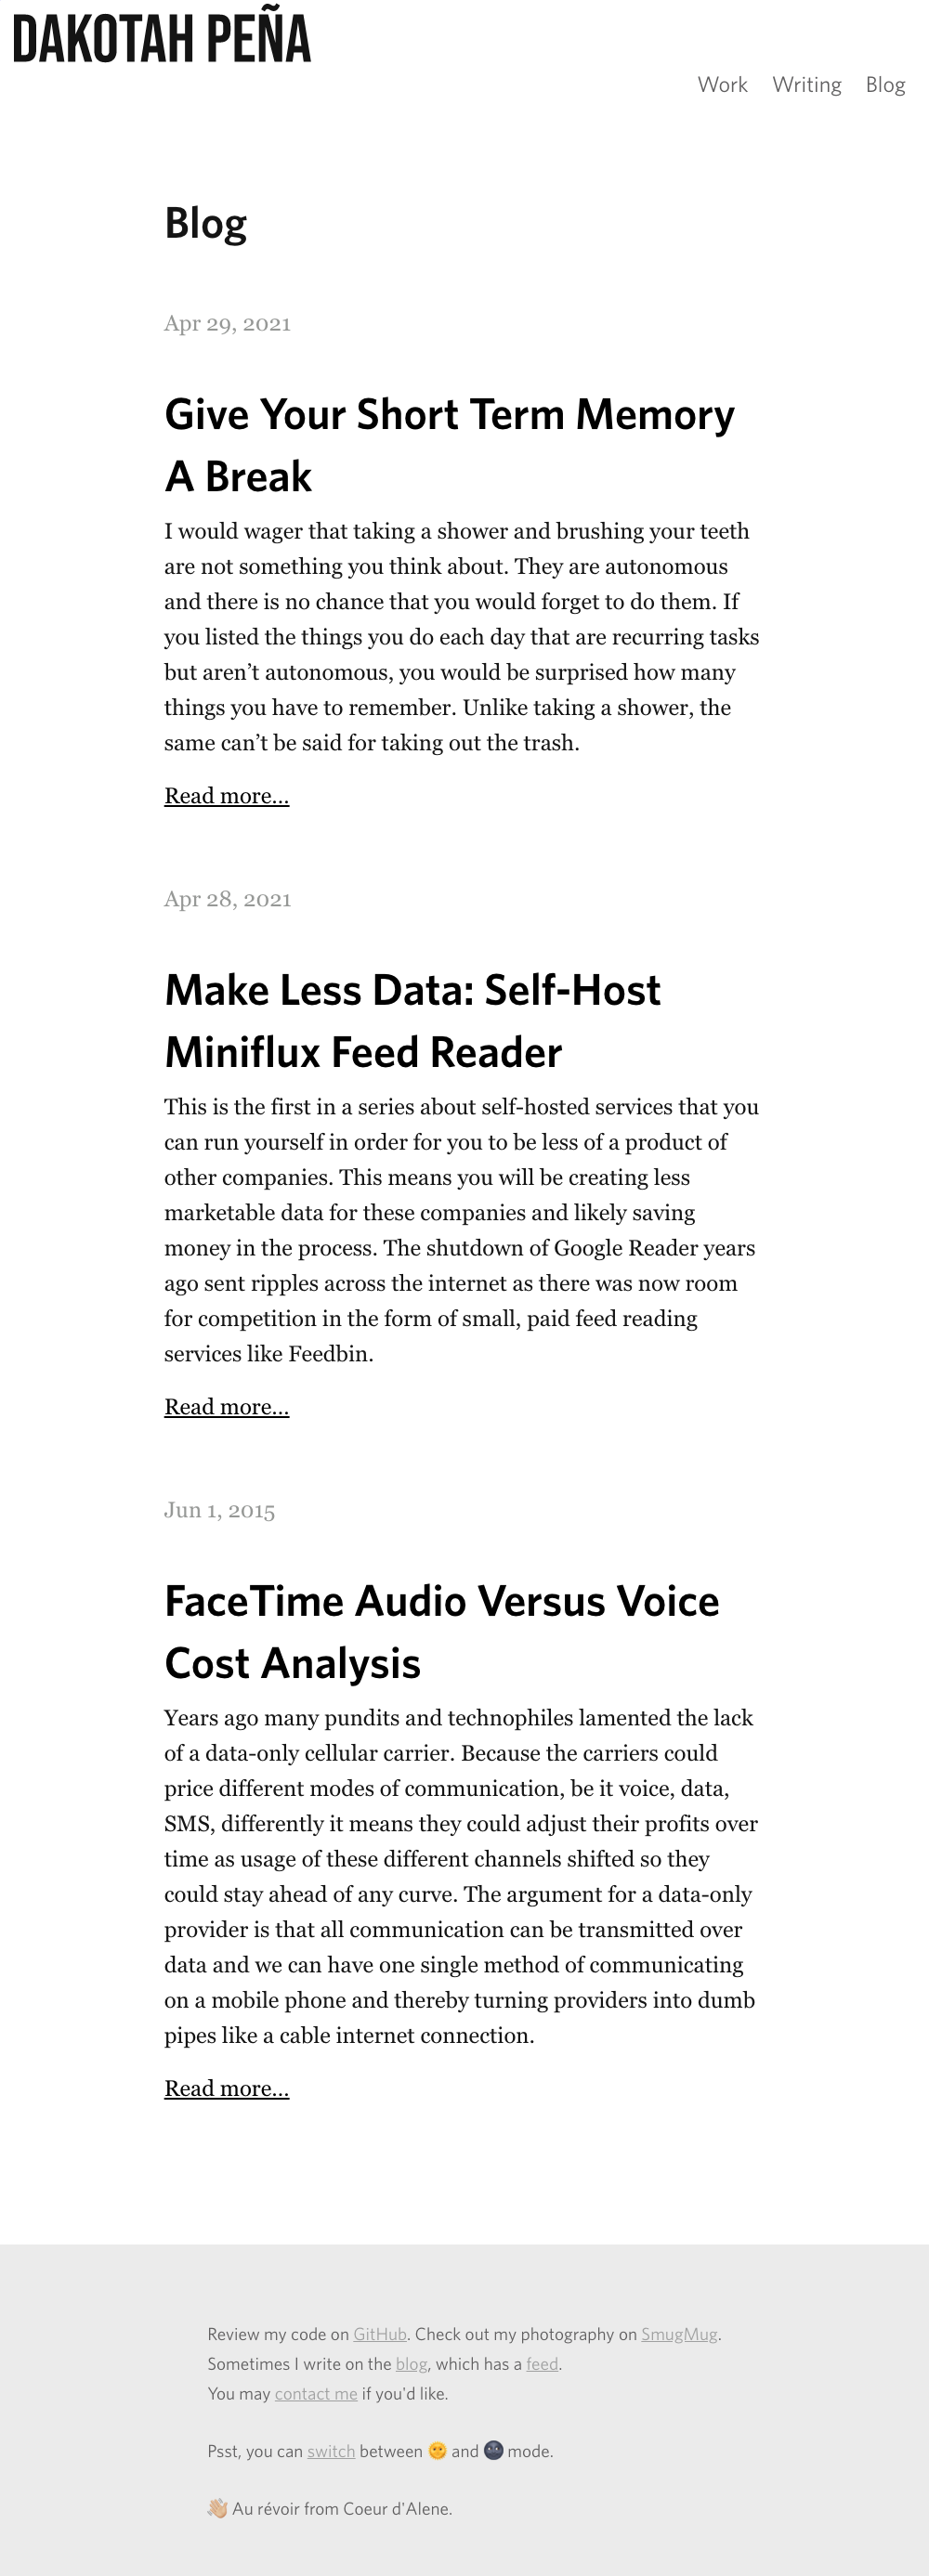 DAKOTAH PEÑA
Work Writing Blog
Blog
Apr 29, 2021
Give Your Short Term Memory
A Break
I would wager that taking a shower and brushing your teeth
are not something you think about. They are autonomous
and there is no chance that you would forget to do them. If
you listed the things you do each day that are recurring tasks
but aren’t autonomous, you would be surprised how many
things you have to remember. Unlike taking a shower, the
same can’t be said for taking out the trash.
Read more...
Apr 28, 2021
Make Less Data: Self-Host
Miniflux Feed Reader
This is the first in a series about self-hosted services that you
can run yourself in order for you to be less of a product of
other companies. This means you will be creating less
marketable data for these companies and likely saving
money in the process. The shutdown of Google Reader years
ago sent ripples across the internet as there was now room
for competition in the form of small, paid feed reading
services like Feedbin.
Read more...
Jun 1, 2015
FaceTime Audio Versus Voice
Cost Analysis
Years ago many pundits and technophiles lamented the lack
of a data-only cellular carrier. Because the carriers could
price different modes of communication, be it voice, data,
SMS, differently it means they could adjust their profits over
time as usage of these different channels shifted so they
could stay ahead of any curve. The argument for a data-only
provider is that all communication can be transmitted over
data and we can have one single method of communicating
on a mobile phone and thereby turning providers into dumb
pipes like a cable internet connection.
Read more...
Review my code on GitHub. Check out my photography on SmugMug.
Sometimes I write on the blog, which has a feed.
You may contact me if you'd like.
Psst, you can switch between 🌞 and 🌚 mode.
👋🏼 Au révoir from Coeur d'Alene.